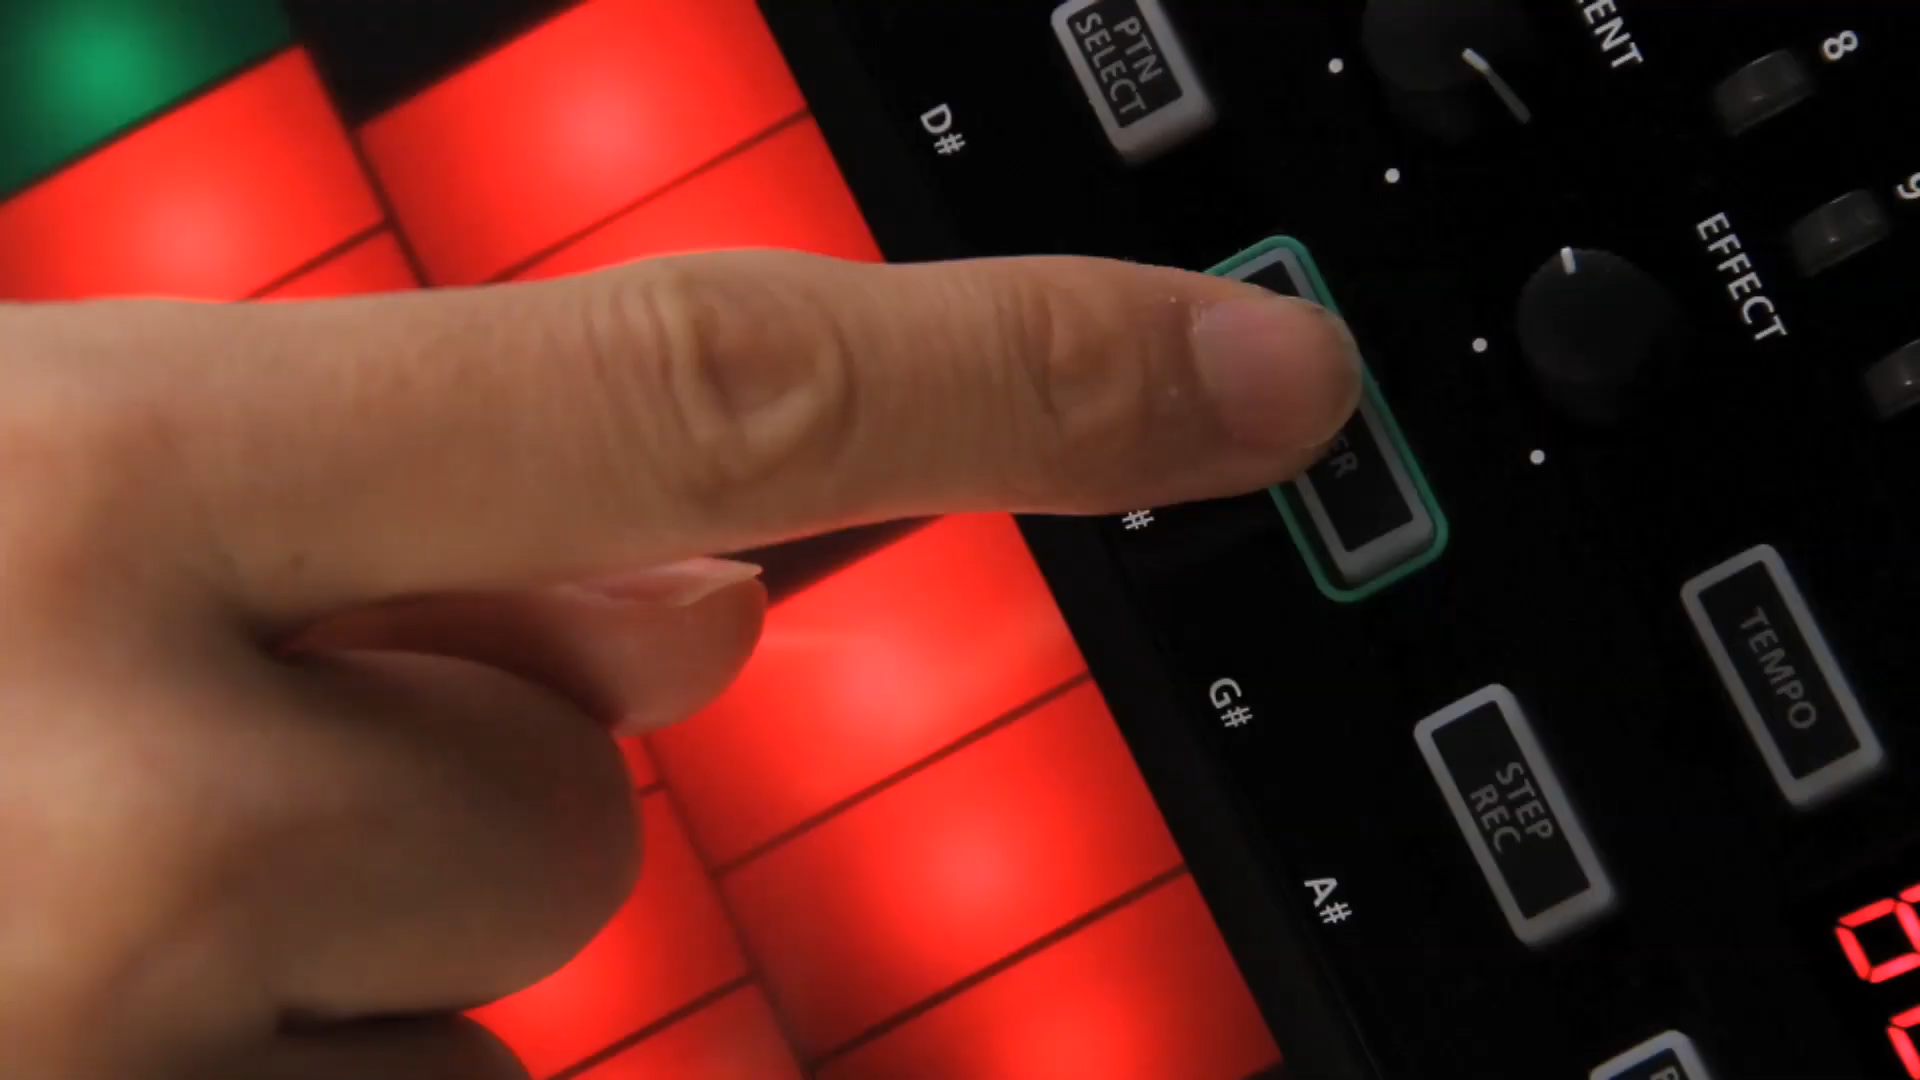 PTN
SELECT
D#
8
EFFECT
#
TEMPO
G#
STEP
REC
A#